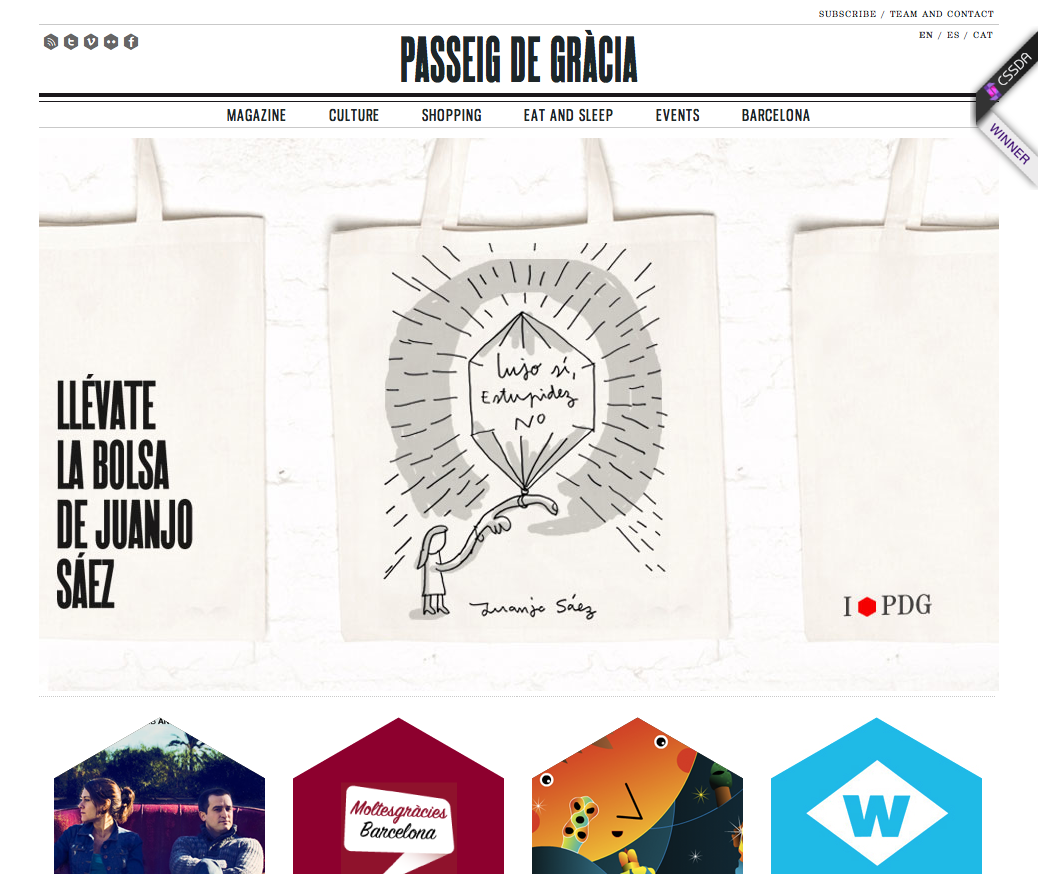 SUBSCRIBE / TEAM AND CONTACT
EN / ES / CAT
PASSEIG DE GRÀCIA
CSSDA
WINNER
MAGAZINE CULTURE SHOPPING EAT AND SLEEP EVENTS BARCELONA
Lujo sí,
Estupidez
NO
LLÉVATE
LA BOLSA
DE JUANJO
SÁEZ
Juanjo Sáez
I PDG
Moltesgràcies
Barcelona
W